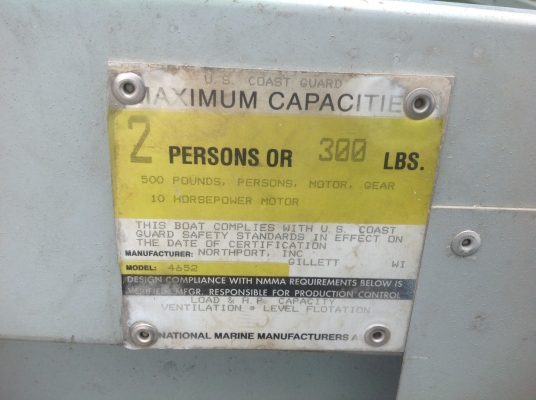 U.S. COAST GUARD
MAXIMUM CAPACITIE
2 PERSONS OR 300 LBS.
500 POUNDS, PERSONS, MOTOR, GEAR
10 HORSEPOWER MOTOR
THIS BOAT COMPLIES WITH U.S. COAST
GUARD SAFETY STANDARDS IN EFFECT ON
THE DATE OF CERTIFICATION
MANUFACTURER: NORTHPORT, INC
GILLETT WI
MODEL: 4652
DESIGN COMPLIANCE WITH NMMA REQUIREMENTS BELOW IS
VERIFIED. MFGR. RESPONSIBLE FOR PRODUCTION CONTROL
LOAD & H.P. CAPACITY
VENTILATION * LEVEL FLOTATION
NATIONAL MARINE MANUFACTURERS A